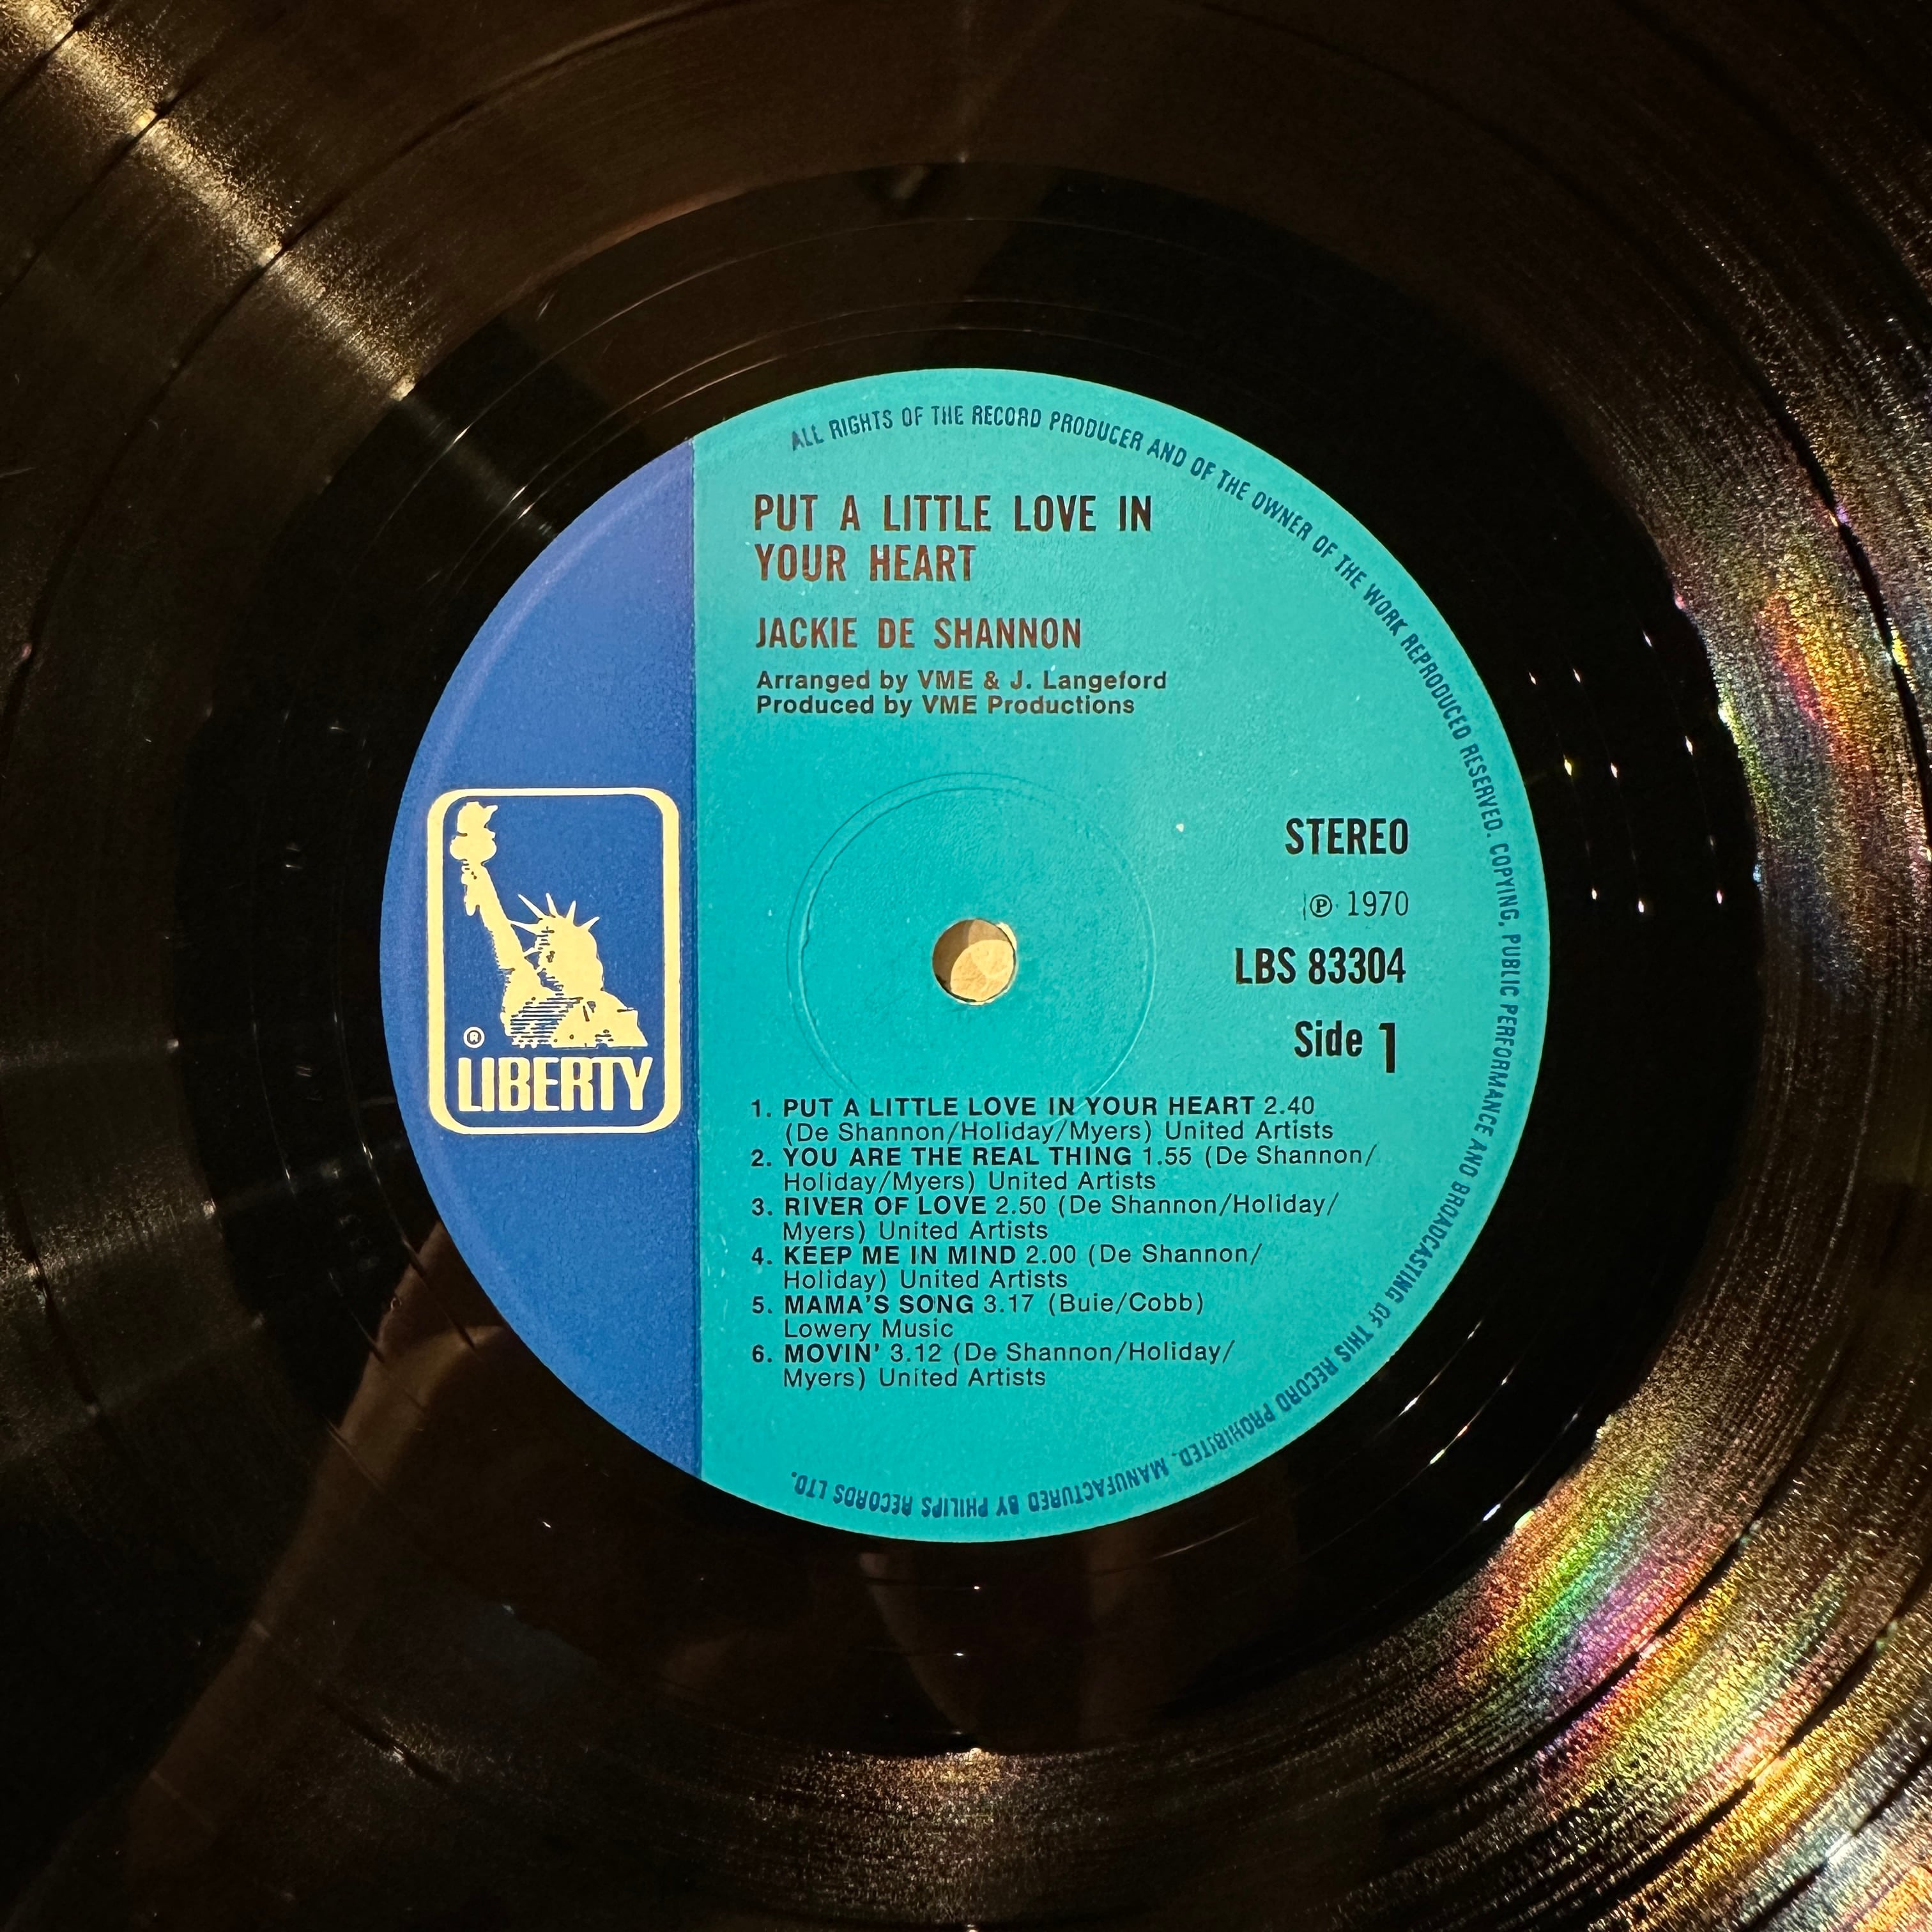 ALL RIGHTS OF THE RECORD PRODUCER AND OF THE OWNER OF THE WORK REPRODUCED RESERVED. COPYING, PUBLIC PERFORMANCE AND BROADCASTING OF THIS RECORD PROHIBITED. MANUFACTURED BY PHILIPS RECORDS LTD.
PUT A LITTLE LOVE IN
YOUR HEART
JACKIE DE SHANNON
Arranged by VME & J. Langeford
Produced by VME Productions
STEREO
℗ 1970
LBS 83304
Side 1
®
LIBERTY
1. PUT A LITTLE LOVE IN YOUR HEART 2.40
(De Shannon/Holiday/Myers) United Artists
2. YOU ARE THE REAL THING 1.55 (De Shannon/
Holiday/Myers) United Artists
3. RIVER OF LOVE 2.50 (De Shannon/Holiday/
Myers) United Artists
4. KEEP ME IN MIND 2.00 (De Shannon/
Holiday) United Artists
5. MAMA'S SONG 3.17 (Buie/Cobb)
Lowery Music
6. MOVIN' 3.12 (De Shannon/Holiday/
Myers) United Artists